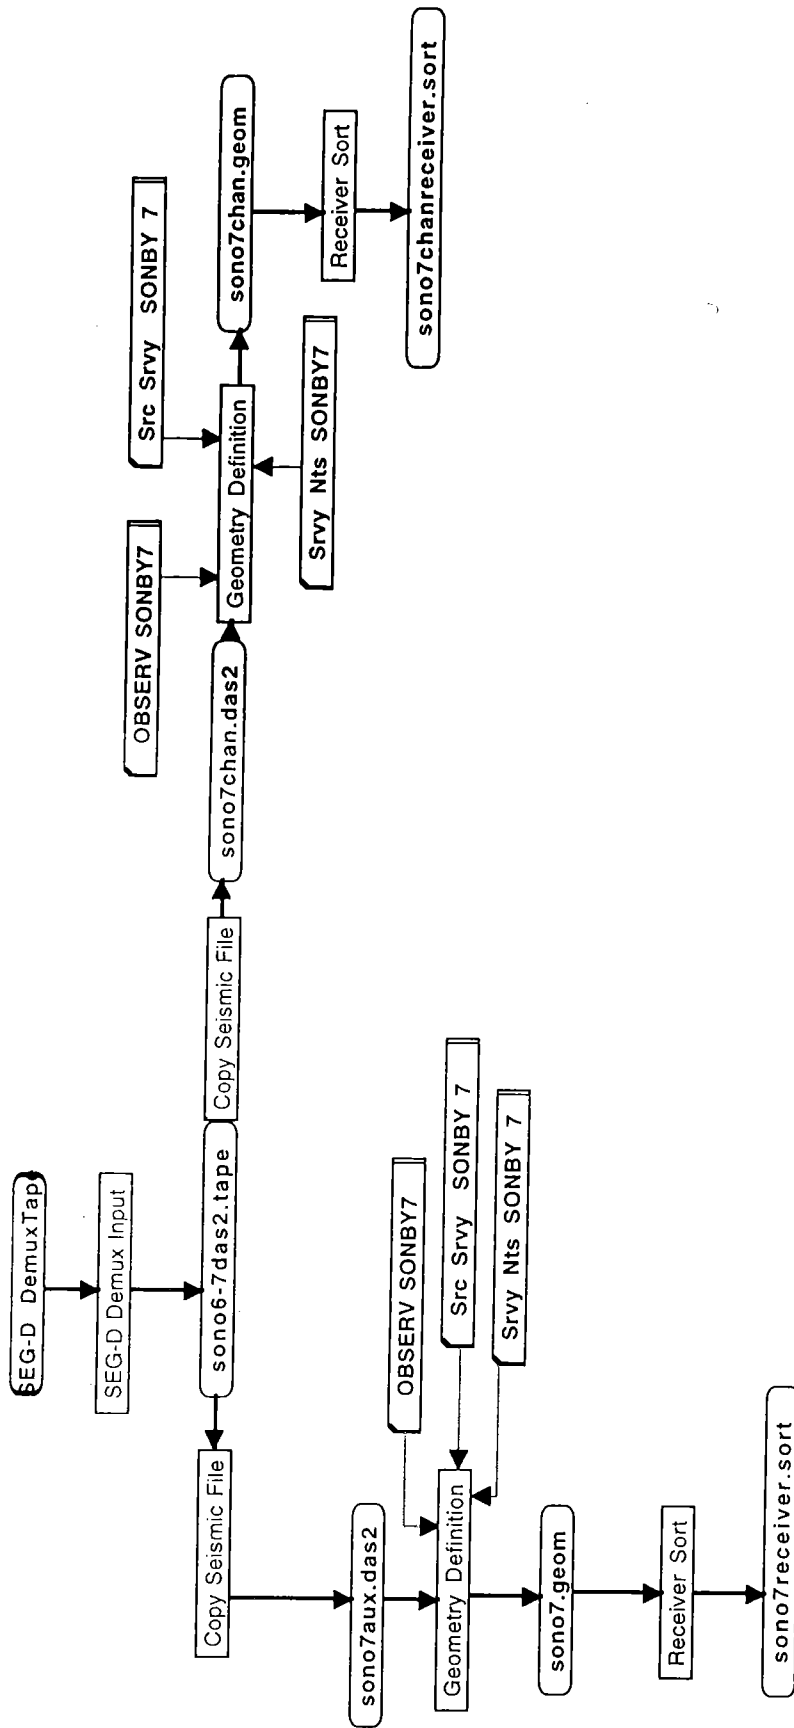 SEG-D DemuxTap
SEG-D Demux Input
sono6-7das2.tape
Copy Seismic File
Copy Seismic File
sono7aux.das2
Geometry Definition
OBSERV SONBY7
Src Srvy SONBY 7
Srvy Nts SONBY 7
sono7.geom
Receiver Sort
sono7receiver.sort
sono7chan.das2
OBSERV SONBY7
Src Srvy SONBY 7
Geometry Definition
Srvy Nts SONBY7
sono7chan.geom
Receiver Sort
sono7chanreceiver.sort